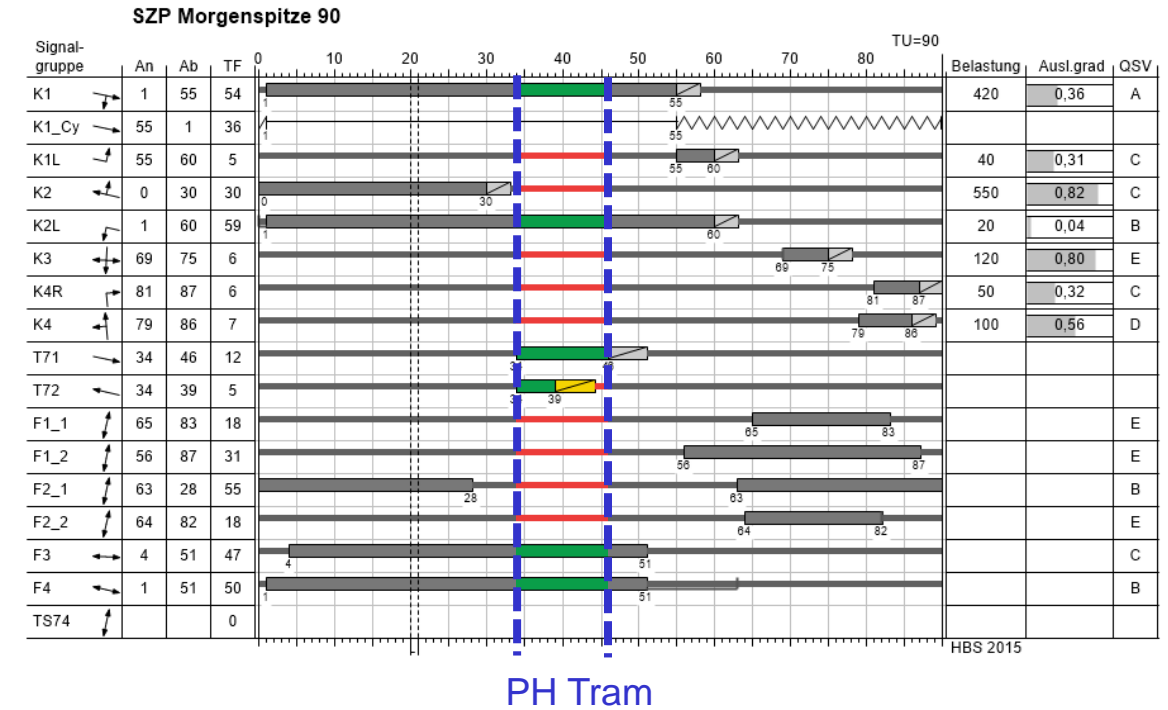 SZP Morgenspitze 90
TU=90
Signal-
gruppe An Ab TF 0 10 20 30 40 50 60 70 80 Belastung Ausl.grad QSV
K1 1 55 54 1 55 420 0,36 A
K1_Cy 55 1 36 1 55
K1L 55 60 5 55 60 40 0,31 C
K2 0 30 30 0 30 550 0,82 C
K2L 1 60 59 1 60 20 0,04 B
K3 69 75 6 69 75 120 0,80 E
K4R 81 87 6 81 87 50 0,32 C
K4 79 86 7 79 86 100 0,56 D
T71 34 46 12
T72 34 39 5 39
F1_1 65 83 18 65 83 E
F1_2 56 87 31 56 87 E
F2_1 63 28 55 28 63 B
F2_2 64 82 18 64 82 E
F3 4 51 47 4 51 C
F4 1 51 50 1 51 B
TS74 0
HBS 2015
PH Tram